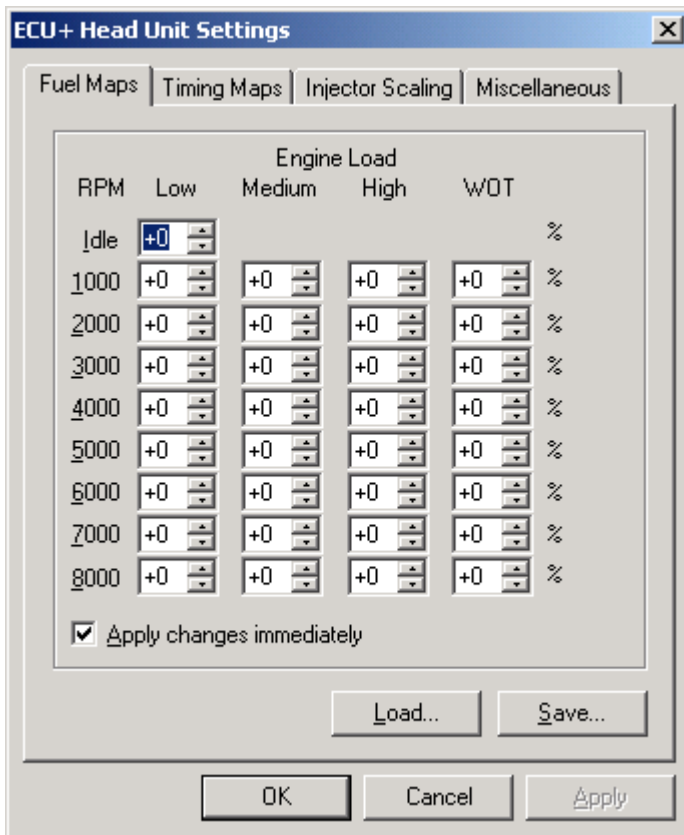 ECU+ Head Unit Settings
Fuel Maps Timing Maps Injector Scaling Miscellaneous
Engine Load
RPM Low Medium High WOT
Idle +0 %
1000 +0 +0 +0 +0 %
2000 +0 +0 +0 +0 %
3000 +0 +0 +0 +0 %
4000 +0 +0 +0 +0 %
5000 +0 +0 +0 +0 %
6000 +0 +0 +0 +0 %
7000 +0 +0 +0 +0 %
8000 +0 +0 +0 +0 %
Apply changes immediately
Load... Save...
OK Cancel Apply